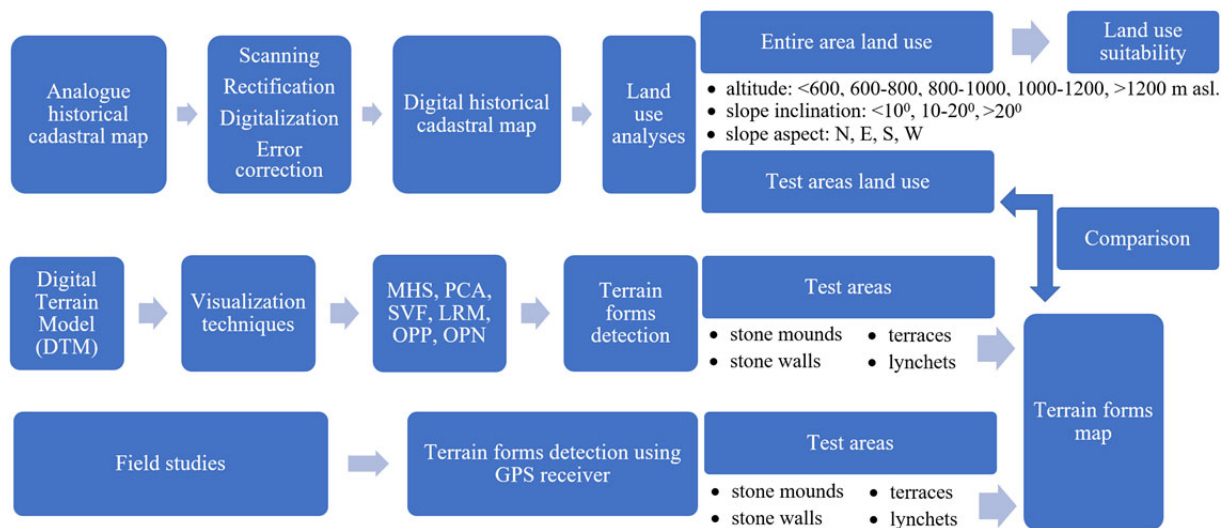 Analogue
historical
cadastral map
Scanning
Rectification
Digitalization
Error
correction
Digital historical
cadastral map
Land
use
analyses
Entire area land use
Land use
suitability
• altitude: <600, 600-800, 800-1000, 1000-1200, >1200 m asl.
• slope inclination: <10⁰, 10-20⁰, >20⁰
• slope aspect: N, E, S, W
Test areas land use
Comparison
Digital
Terrain
Model
(DTM)
Visualization
techniques
MHS, PCA,
SVF, LRM,
OPP, OPN
Terrain
forms
detection
Test areas
• stone mounds
• terraces
• stone walls
• lynchets
Terrain forms
map
Field studies
Terrain forms detection using
GPS receiver
Test areas
• stone mounds
• terraces
• stone walls
• lynchets